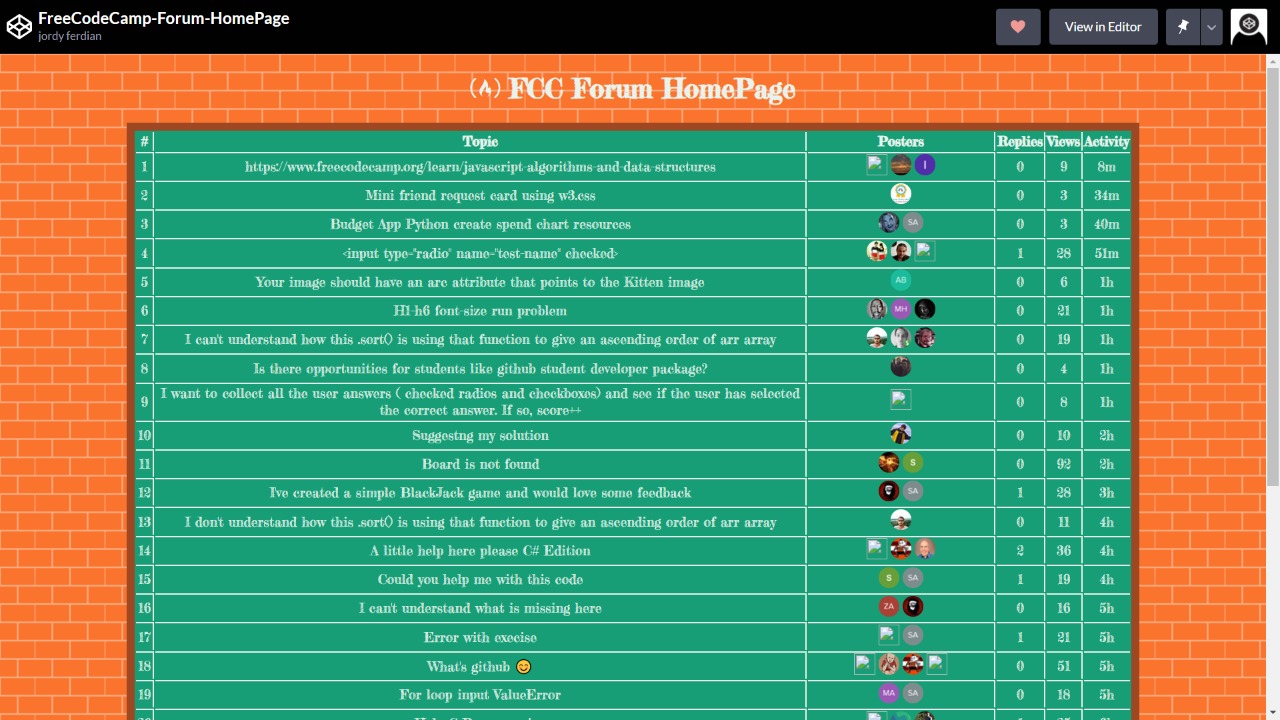 FreeCodeCamp-Forum-HomePage
jordy ferdian
View in Editor
(🔥) FCC Forum HomePage
# Topic Posters Replies Views Activity
1 https://www.freecodecamp.org/learn/javascript-algorithms-and-data-structures I 0 9 8m
2 Mini friend request card using w3.css 0 3 34m
3 Budget App Python create spend chart resources SA 0 3 40m
4 <input type="radio" name="test-name" checked> 1 28 51m
5 Your image should have an arc attribute that points to the Kitten image AB 0 6 1h
6 H1-h6 font-size run problem MH 0 21 1h
7 I can't understand how this .sort() is using that function to give an ascending order of arr array 0 19 1h
8 Is there opportunities for students like github student developer package? 0 4 1h
9 I want to collect all the user answers ( checked radios and checkboxes) and see if the user has selected
the correct answer. If so, score++ 0 8 1h
10 Suggestng my solution 0 10 2h
11 Board is not found S 0 92 2h
12 I've created a simple BlackJack game and would love some feedback SA 1 28 3h
13 I don't understand how this .sort() is using that function to give an ascending order of arr array 0 11 4h
14 A little help here please C# Edition 2 36 4h
15 Could you help me with this code S SA 1 19 4h
16 I can't understand what is missing here ZA 0 16 5h
17 Error with execise SA 1 21 5h
18 What's github 😊 0 51 5h
19 For loop input ValueError MA SA 0 18 5h